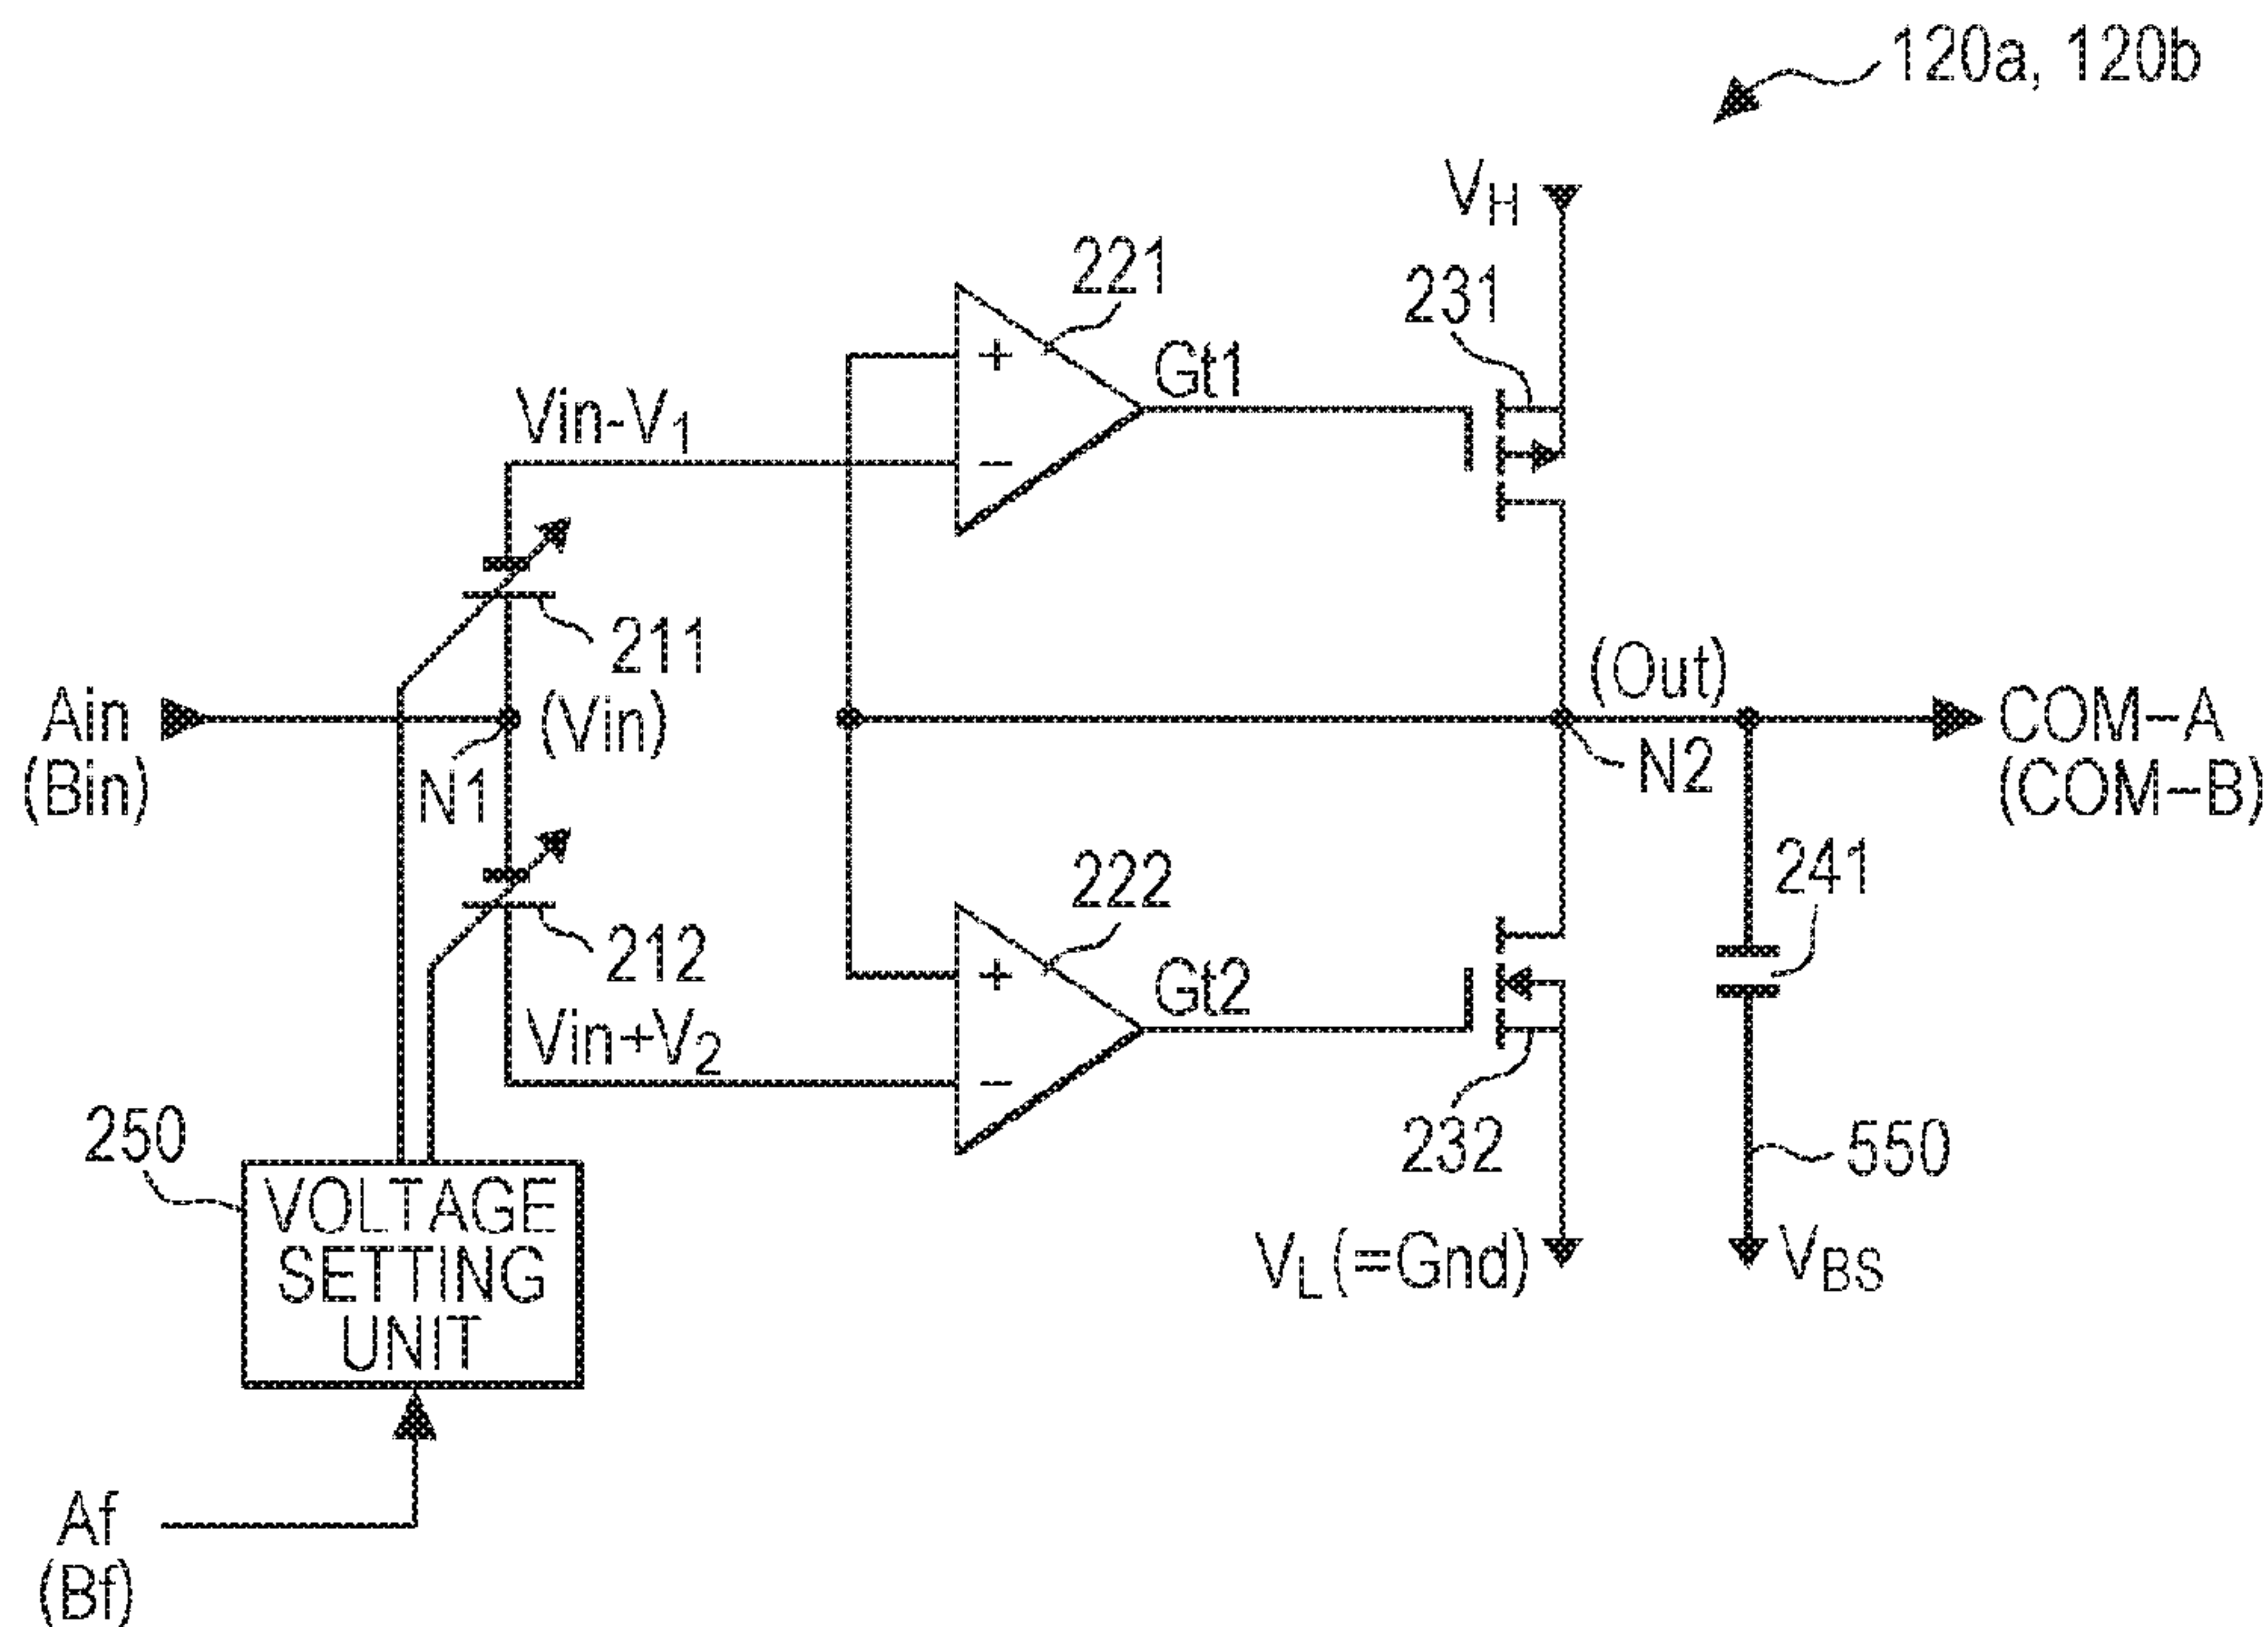 120a, 120b
VH
221
231
Gt1
Vin-V1
+
−
211
(Out)
Ain
(Vin)
COM−A
(Bin)
N1
N2
(COM−B)
241
222
212
+
Gt2
Vin+V2
−
250
232
550
VOLTAGE
SETTING
UNIT
VL(=Gnd)
VBS
Af
(Bf)